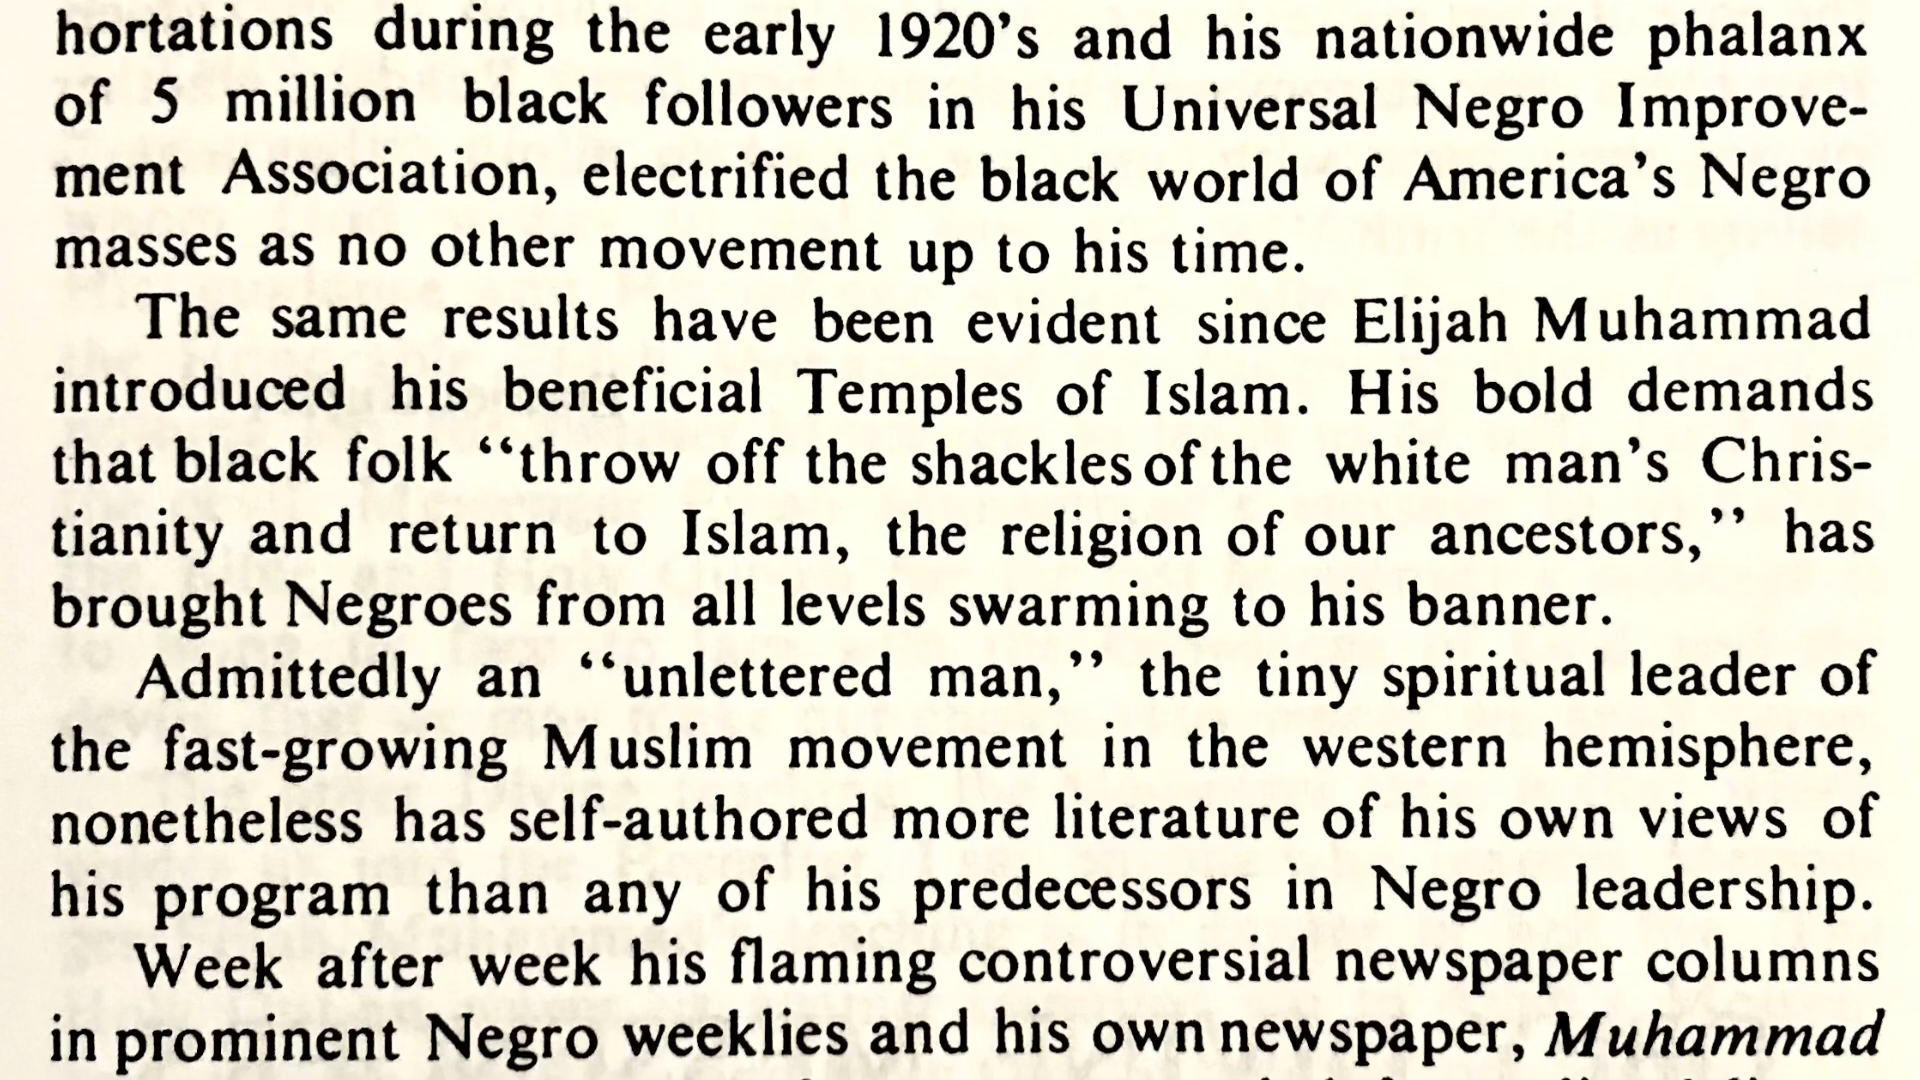 hortations during the early 1920's and his nationwide phalanx
of 5 million black followers in his Universal Negro Improve-
ment Association, electrified the black world of America's Negro
masses as no other movement up to his time.
The same results have been evident since Elijah Muhammad
introduced his beneficial Temples of Islam. His bold demands
that black folk “throw off the shackles of the white man's Chris-
tianity and return to Islam, the religion of our ancestors,” has
brought Negroes from all levels swarming to his banner.
Admittedly an “unlettered man,” the tiny spiritual leader of
the fast-growing Muslim movement in the western hemisphere,
nonetheless has self-authored more literature of his own views of
his program than any of his predecessors in Negro leadership.
Week after week his flaming controversial newspaper columns
in prominent Negro weeklies and his own newspaper, Muhammad